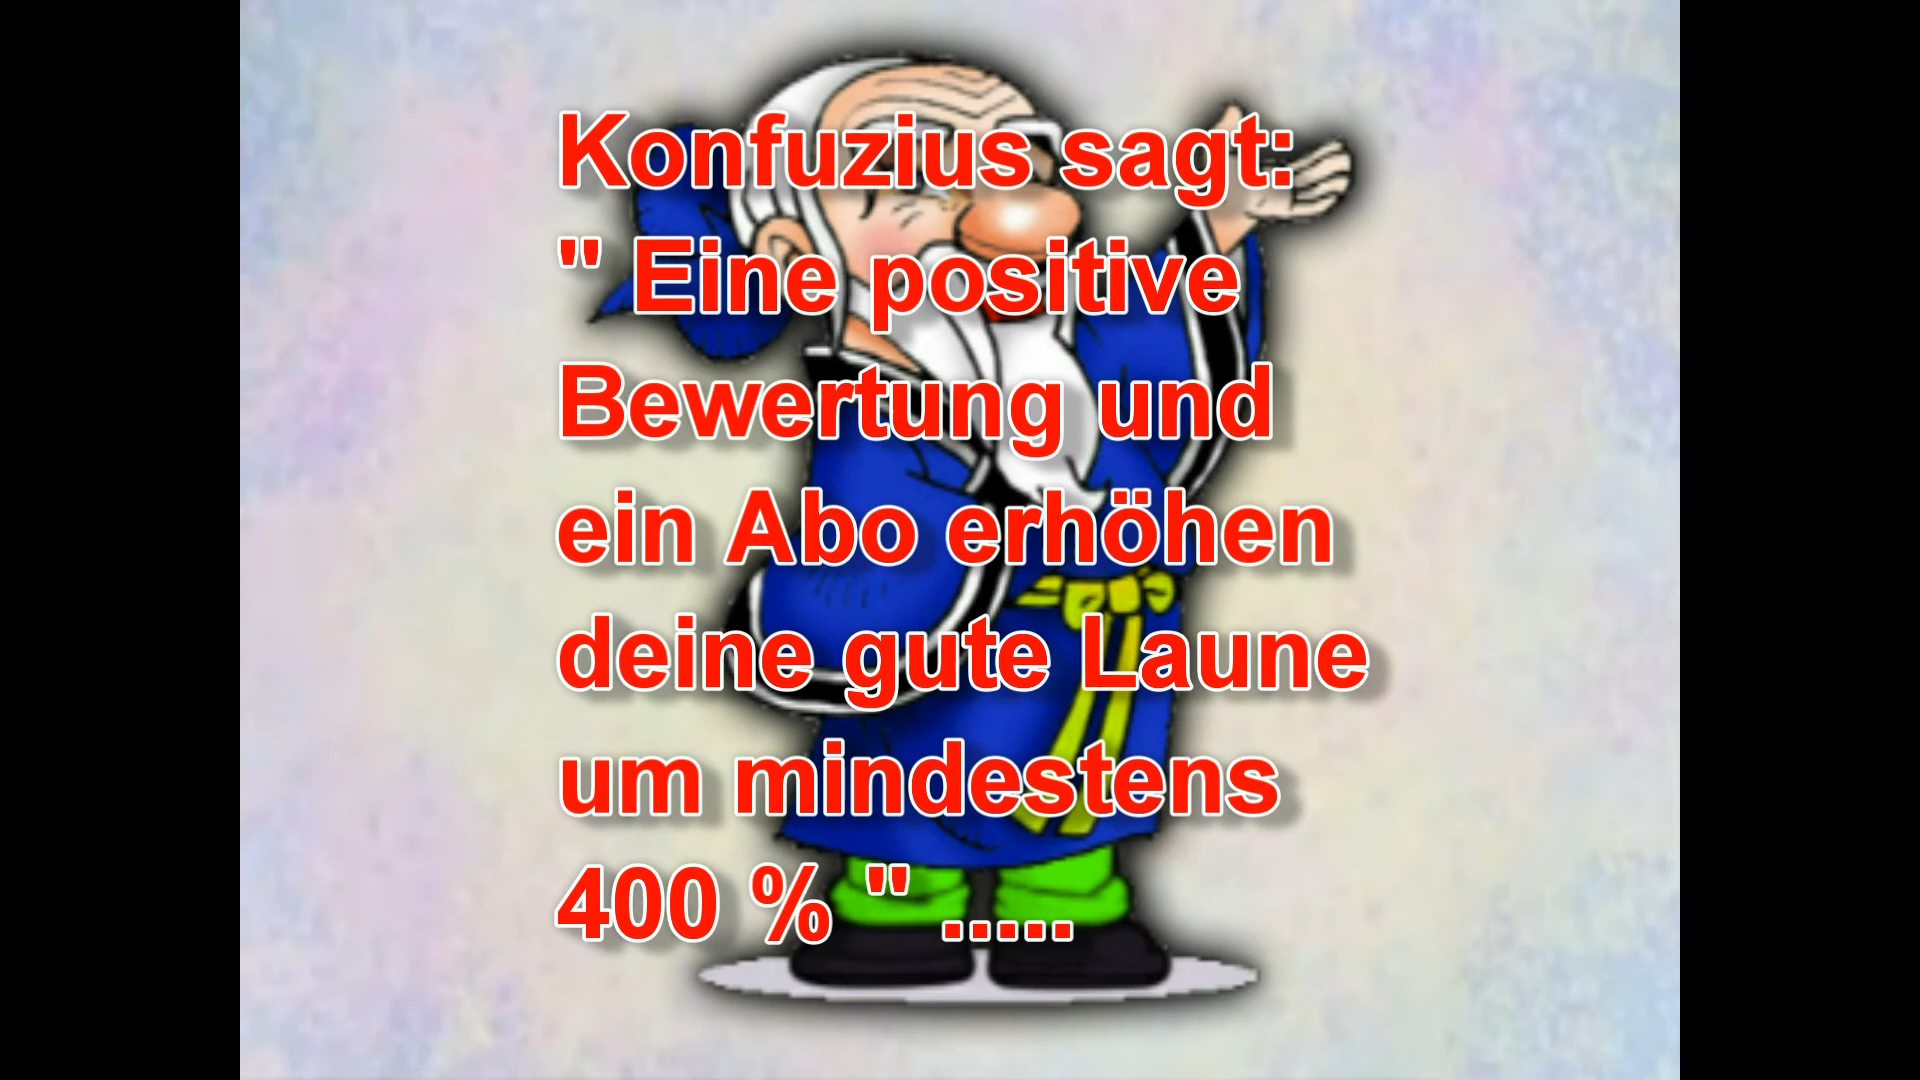 Konfuzius sagt:
" Eine positive
Bewertung und
ein Abo erhöhen
deine gute Laune
um mindestens
400 % " .....